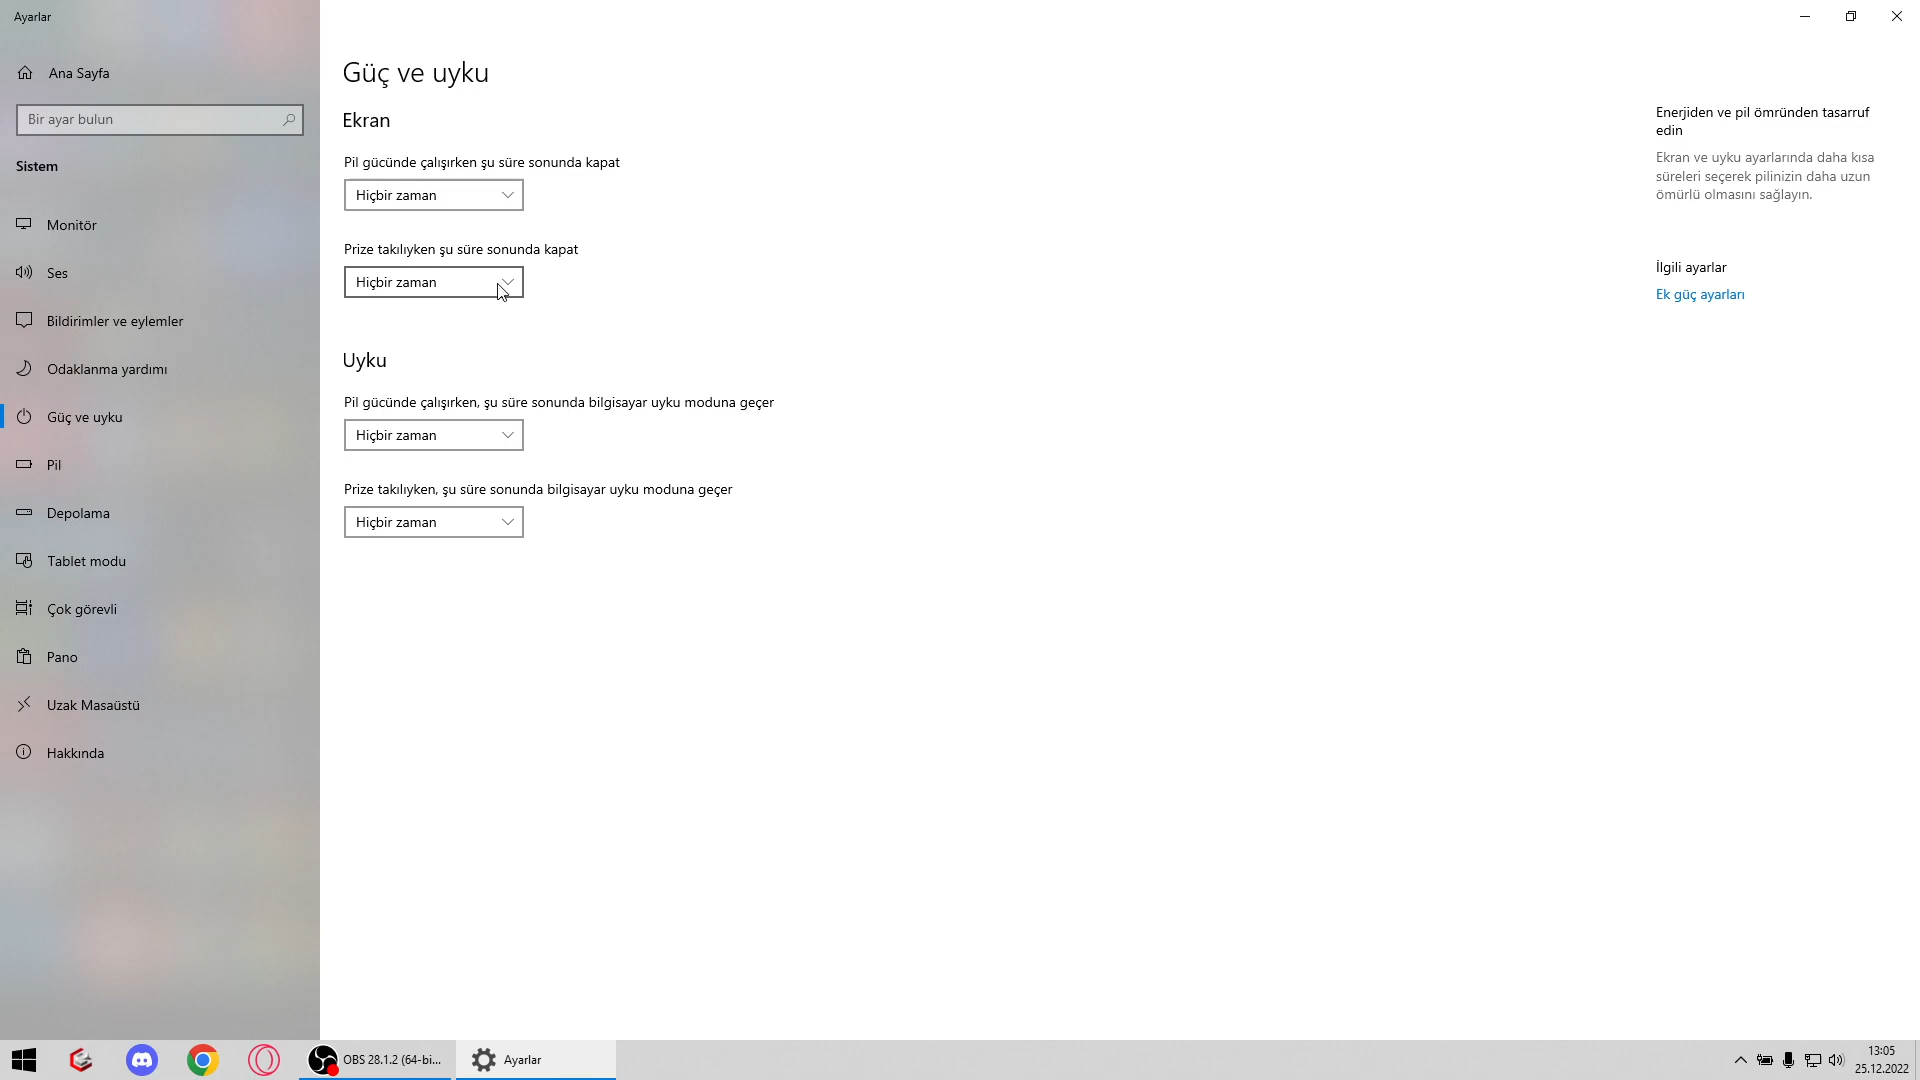 Ayarlar
Ana Sayfa
Bir ayar bulun
Sistem
Monitör
Ses
Bildirimler ve eylemler
Odaklanma yardımı
Güç ve uyku
Pil
Depolama
Tablet modu
Çok görevli
Pano
Uzak Masaüstü
Hakkında
Güç ve uyku
Ekran
Pil gücünde çalışırken şu süre sonunda kapat
Hiçbir zaman
Prize takılıyken şu süre sonunda kapat
Hiçbir zaman
Uyku
Pil gücünde çalışırken, şu süre sonunda bilgisayar uyku moduna geçer
Hiçbir zaman
Prize takılıyken, şu süre sonunda bilgisayar uyku moduna geçer
Hiçbir zaman
Enerjiden ve pil ömründen tasarruf
edin
Ekran ve uyku ayarlarında daha kısa
süreleri seçerek pilinizin daha uzun
ömürlü olmasını sağlayın.
İlgili ayarlar
Ek güç ayarları
OBS 28.1.2 (64-bi...
Ayarlar
13:05
25.12.2022